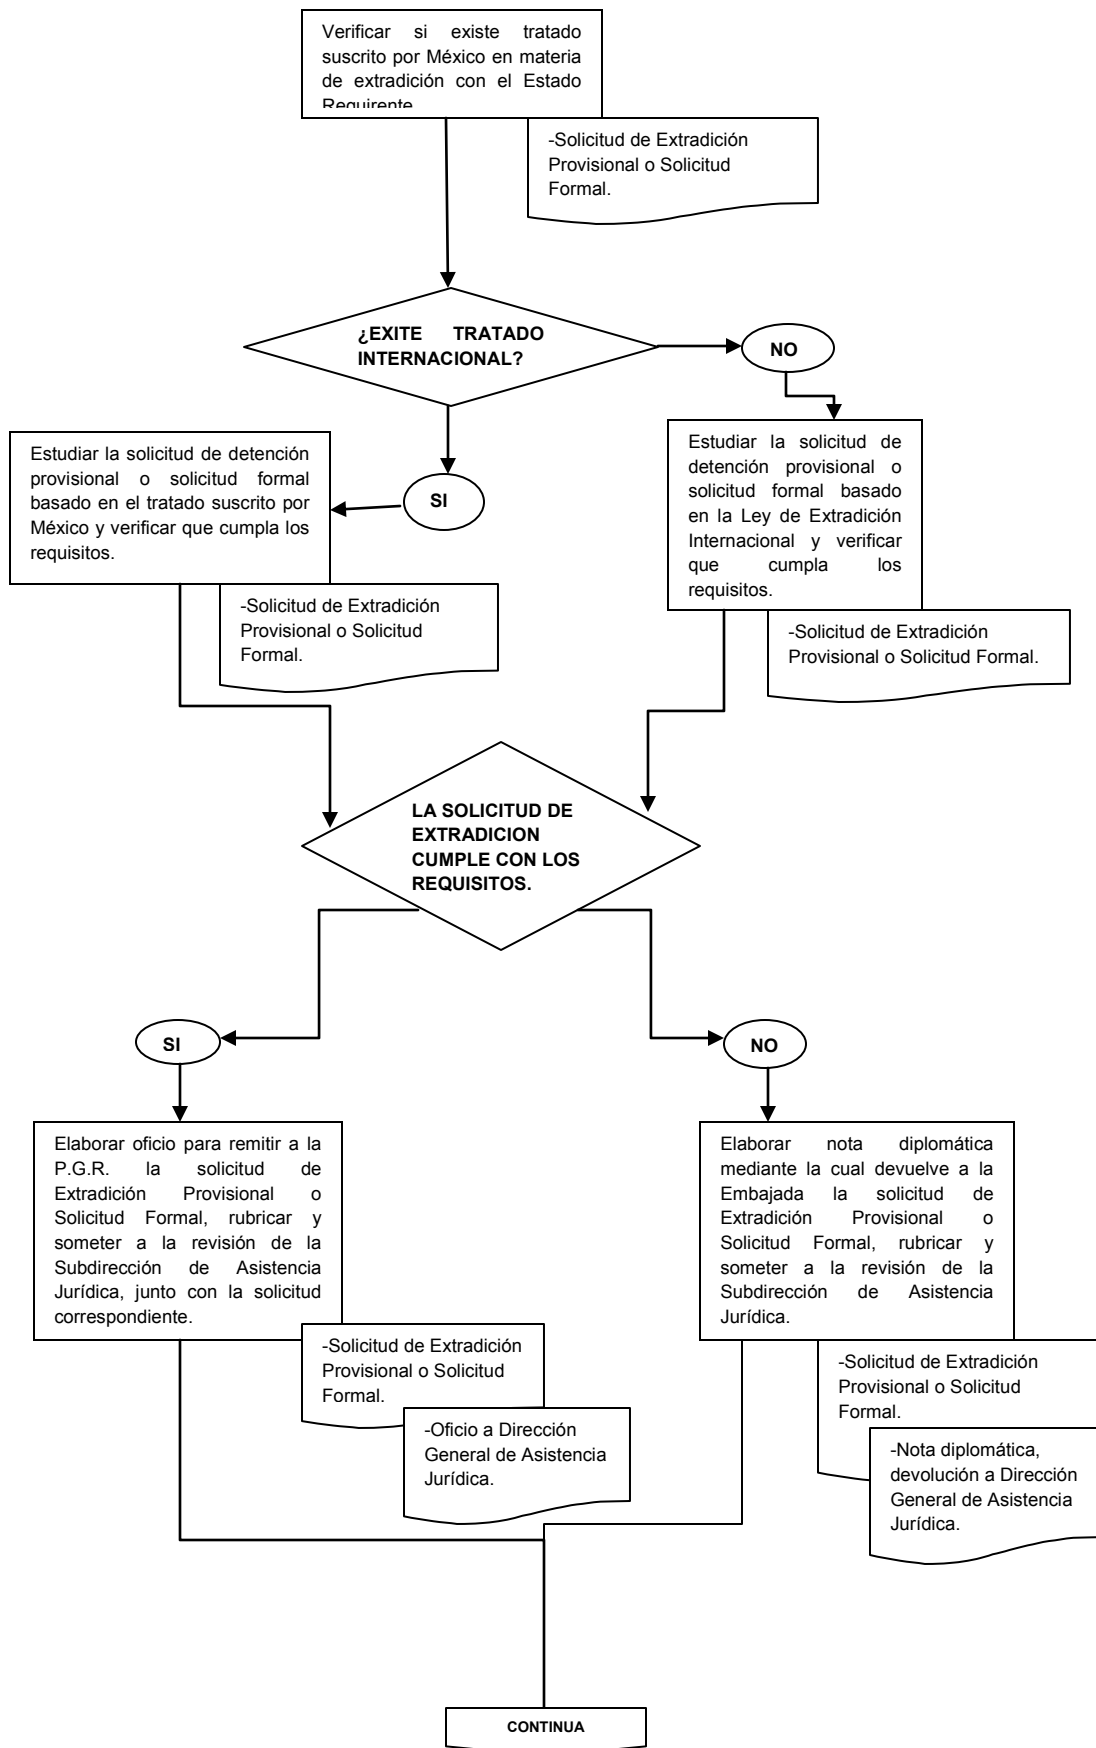 Verificar si existe tratado
suscrito por México en materia
de extradición con el Estado
Requirente
-Solicitud de Extradición
Provisional o Solicitud
Formal.
¿EXITE TRATADO
INTERNACIONAL?
NO
SI
Estudiar la solicitud de detención
provisional o solicitud formal
basado en el tratado suscrito por
México y verificar que cumpla los
requisitos.
-Solicitud de Extradición
Provisional o Solicitud
Formal.
Estudiar la solicitud de
detención provisional o
solicitud formal basado
en la Ley de Extradición
Internacional y verificar
que cumpla los
requisitos.
-Solicitud de Extradición
Provisional o Solicitud Formal.
LA SOLICITUD DE
EXTRADICION
CUMPLE CON LOS
REQUISITOS.
SI
NO
Elaborar oficio para remitir a la
P.G.R. la solicitud de
Extradición Provisional o
Solicitud Formal, rubricar y
someter a la revisión de la
Subdirección de Asistencia
Jurídica, junto con la solicitud
correspondiente.
-Solicitud de Extradición
Provisional o Solicitud
Formal.
-Oficio a Dirección
General de Asistencia
Jurídica.
Elaborar nota diplomática
mediante la cual devuelve a la
Embajada la solicitud de
Extradición Provisional o
Solicitud Formal, rubricar y
someter a la revisión de la
Subdirección de Asistencia
Jurídica.
-Solicitud de Extradición
Provisional o Solicitud
Formal.
-Nota diplomática,
devolución a Dirección
General de Asistencia
Jurídica.
CONTINUA